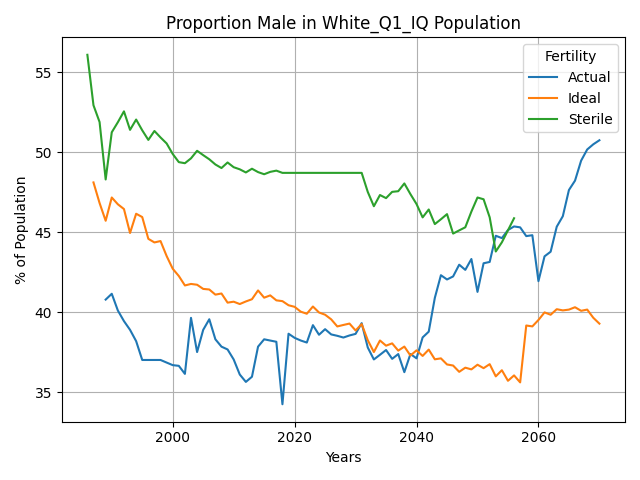 Proportion Male in White_Q1_IQ Population
Fertility
Actual
Ideal
Sterile
% of Population
55
50
45
40
35
2000
2020
2040
2060
Years